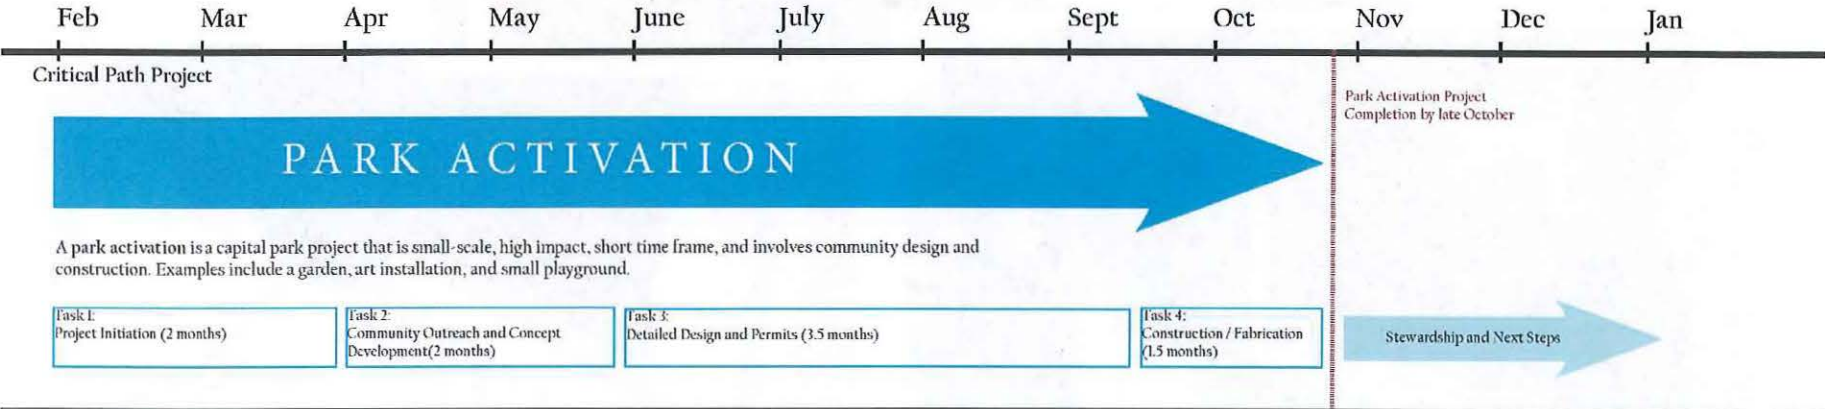 Feb Mar Apr May June July Aug Sept Oct Nov Dec Jan
Critical Path Project
Park Activation Project
Completion by late October
PARK ACTIVATION
A park activation is a capital park project that is small-scale, high impact, short time frame, and involves community design and
construction. Examples include a garden, art installation, and small playground.
Task 1:
Project Initiation (2 months)
Task 2:
Community Outreach and Concept
Development(2 months)
Task 3:
Detailed Design and Permits (3.5 months)
Task 4:
Construction / Fabrication
(1.5 months)
Stewardship and Next Steps